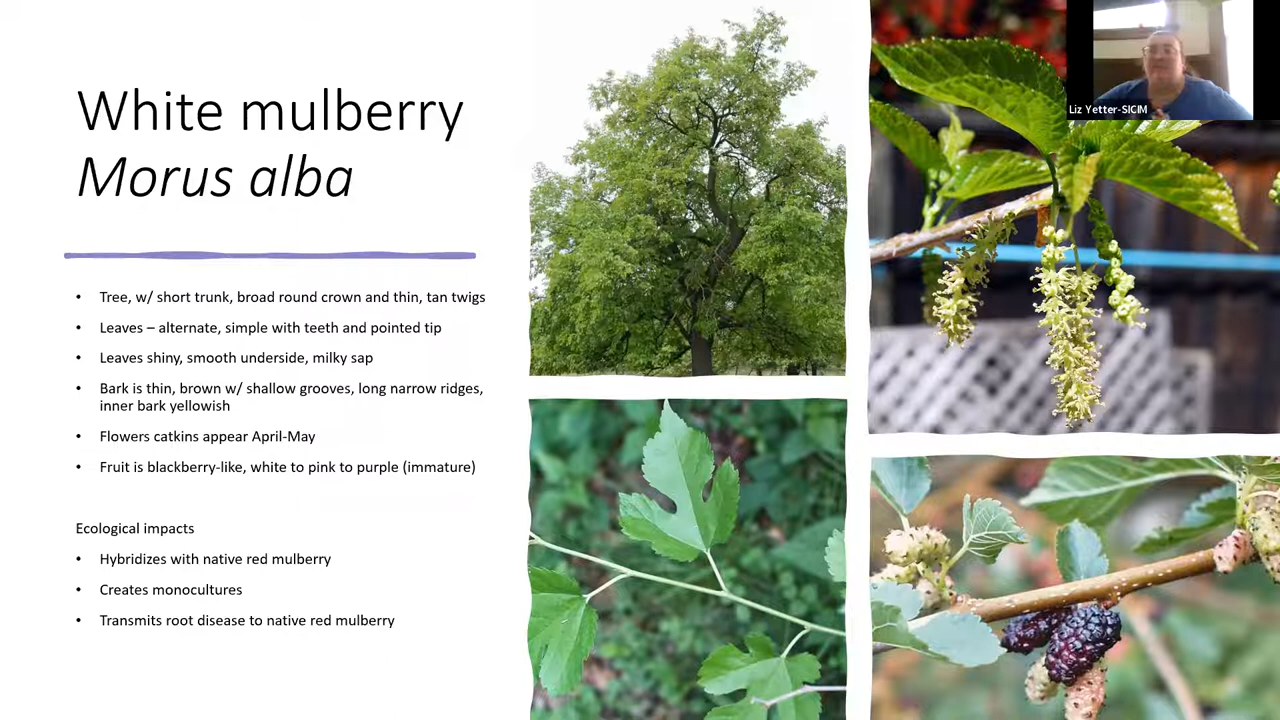 White mulberry
Morus alba
• Tree, w/ short trunk, broad round crown and thin, tan twigs
• Leaves – alternate, simple with teeth and pointed tip
• Leaves shiny, smooth underside, milky sap
• Bark is thin, brown w/ shallow grooves, long narrow ridges,
inner bark yellowish
• Flowers catkins appear April-May
• Fruit is blackberry-like, white to pink to purple (immature)
Ecological impacts
• Hybridizes with native red mulberry
• Creates monocultures
• Transmits root disease to native red mulberry
Liz Yetter-SICIM